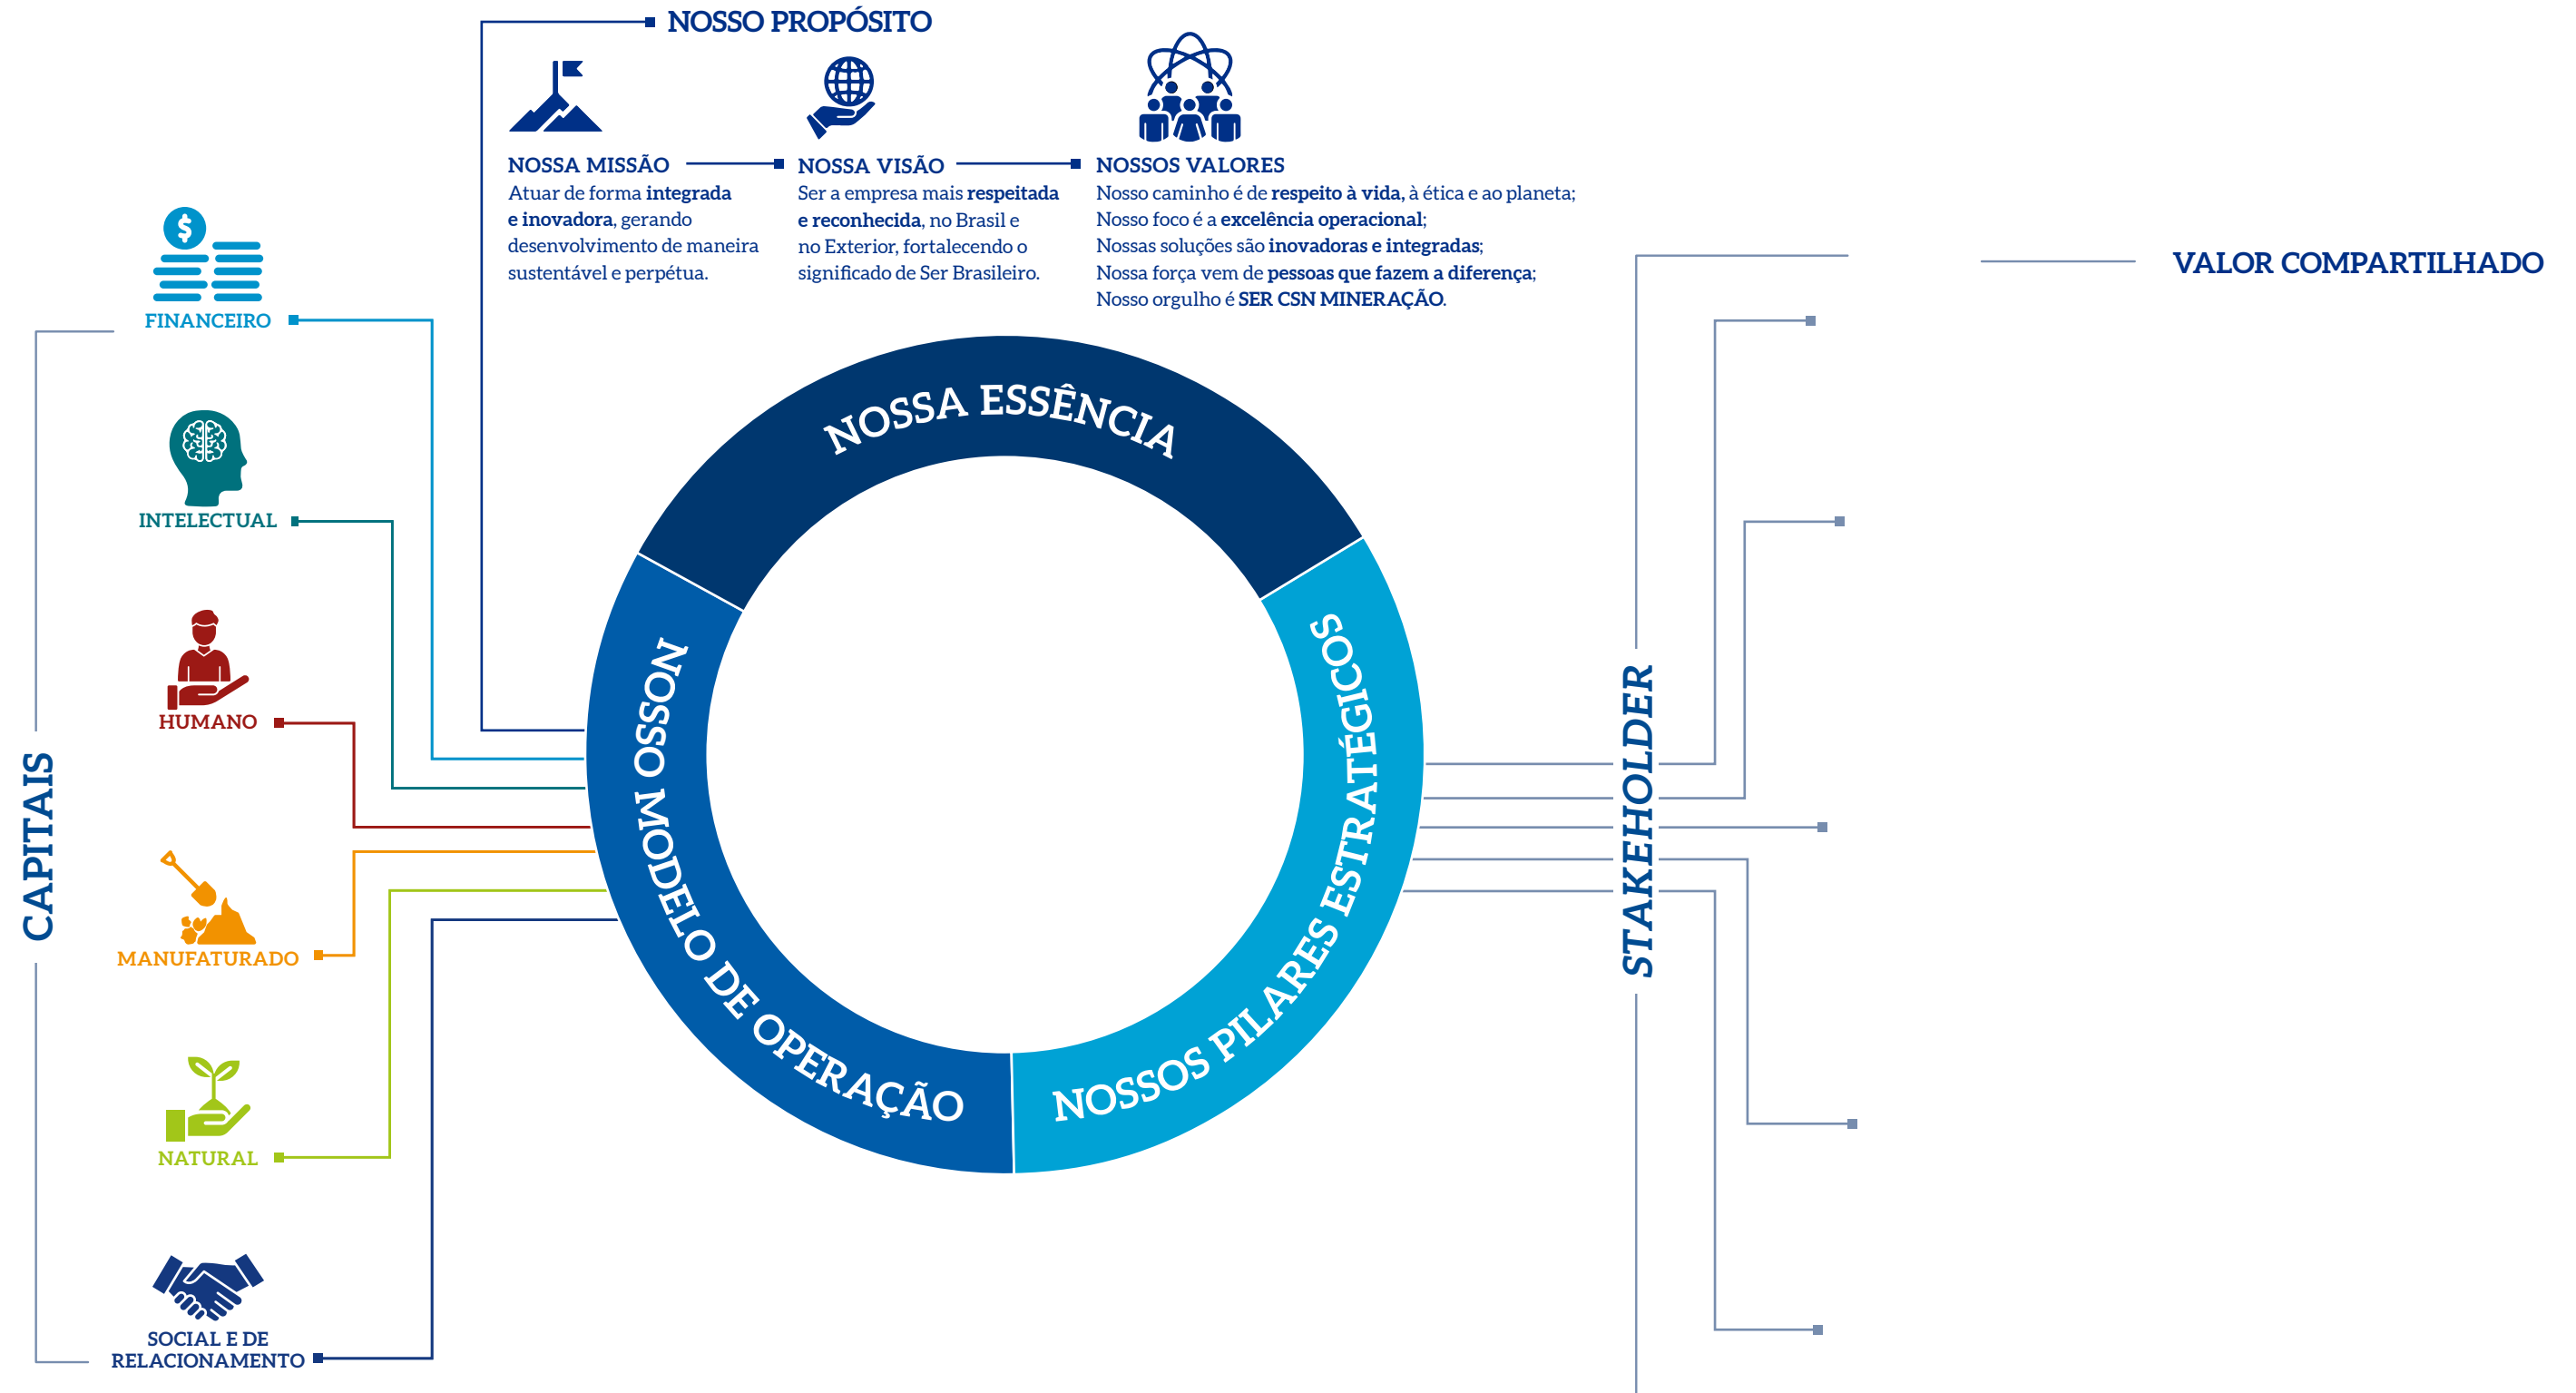 NOSSO PROPÓSITO
NOSSA MISSÃO
Atuar de forma integrada
e inovadora, gerando
desenvolvimento de maneira
sustentável e perpétua.
NOSSA VISÃO
Ser a empresa mais respeitada
e reconhecida, no Brasil e
no Exterior, fortalecendo o
significado de Ser Brasileiro.
NOSSOS VALORES
Nosso caminho é de respeito à vida, à ética e ao planeta;
Nosso foco é a excelência operacional;
Nossas soluções são inovadoras e integradas;
Nossa força vem de pessoas que fazem a diferença;
Nosso orgulho é SER CSN MINERAÇÃO.
CAPITAIS
$
FINANCEIRO
INTELECTUAL
HUMANO
MANUFATURADO
NATURAL
SOCIAL E DE
RELACIONAMENTO
NOSSA ESSÊNCIA
NOSSO MODELO DE OPERAÇÃO
NOSSOS PILARES ESTRATÉGICOS
STAKEHOLDER
VALOR COMPARTILHADO